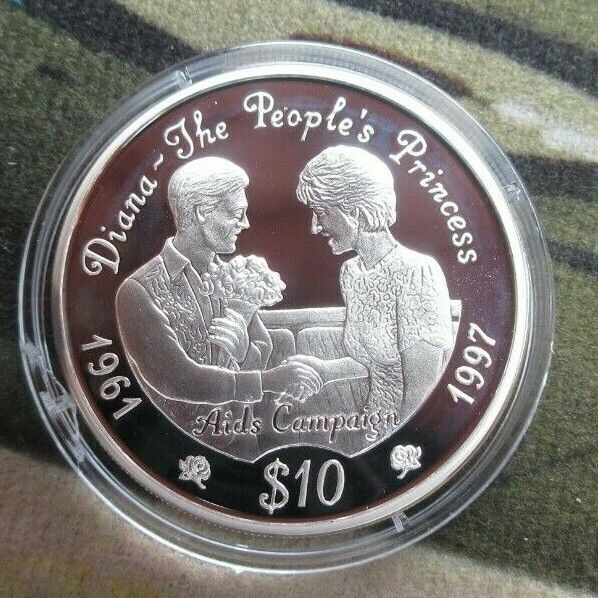 Diana ~ The People's Princess
1961
1997
Aids Campaign
$10